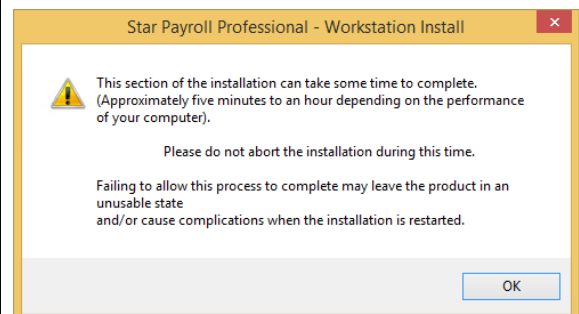 Star Payroll Professional - Workstation Install
This section of the installation can take some time to complete.
(Approximately five minutes to an hour depending on the performance
of your computer).
Please do not abort the installation during this time.
Failing to allow this process to complete may leave the product in an
unusable state
and/or cause complications when the installation is restarted.
OK